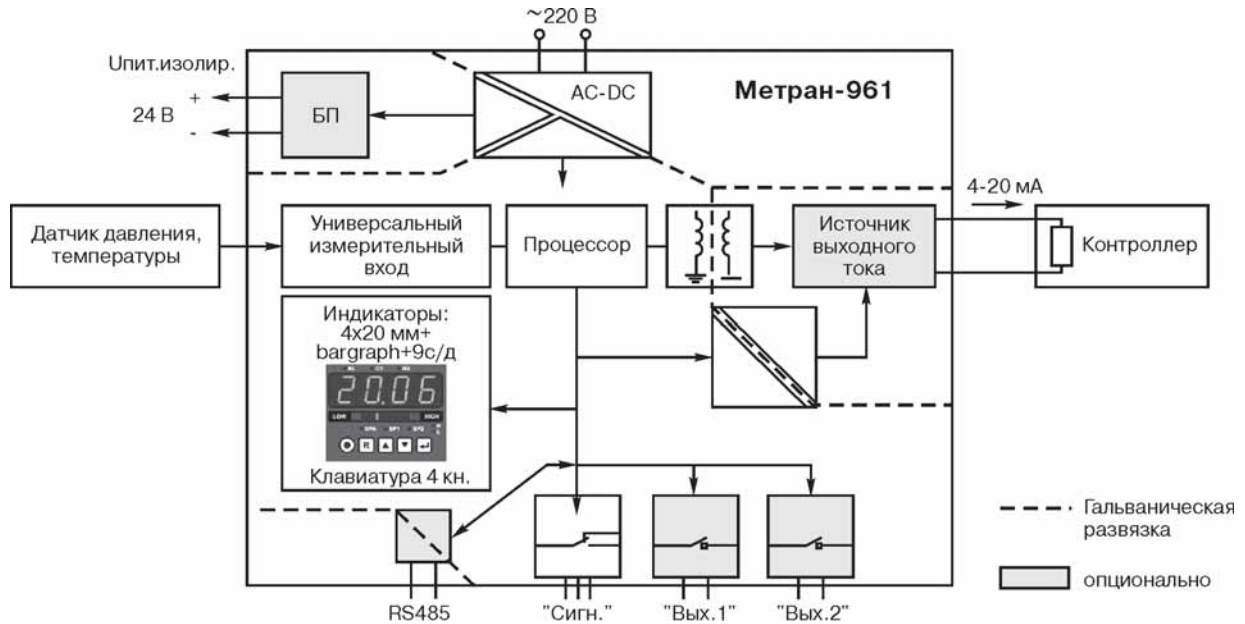 ~220 В
Uпит.изолир.
+
24 В
-
БП
AC-DC
Метран-961
4-20 мА
Датчик давления,
температуры
Универсальный
измерительный
вход
Процессор
Источник
выходного
тока
Контроллер
Индикаторы:
4х20 мм+
bargraph+9с/д
20.06
LOW
HIGH
R
Клавиатура 4 кн.
RS485
"Сигн."
"Вых.1"
"Вых.2"
Гальваническая
развязка
опционально